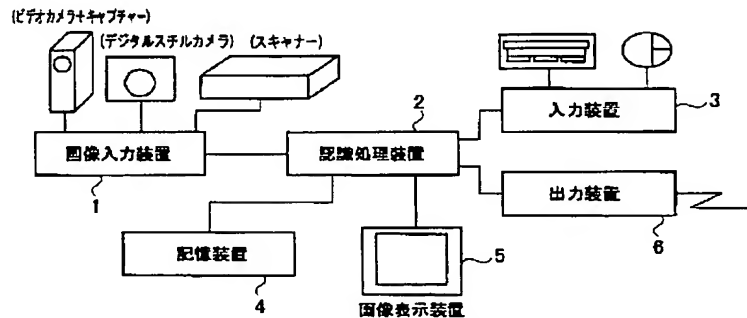 (ビデオカメラ+キャプチャー)
(デジタルスチルカメラ) (スキャナー)
2
画像入力装置
認識処理装置
入力装置
3
1
出力装置
6
記憶装置
4
5
画像表示装置